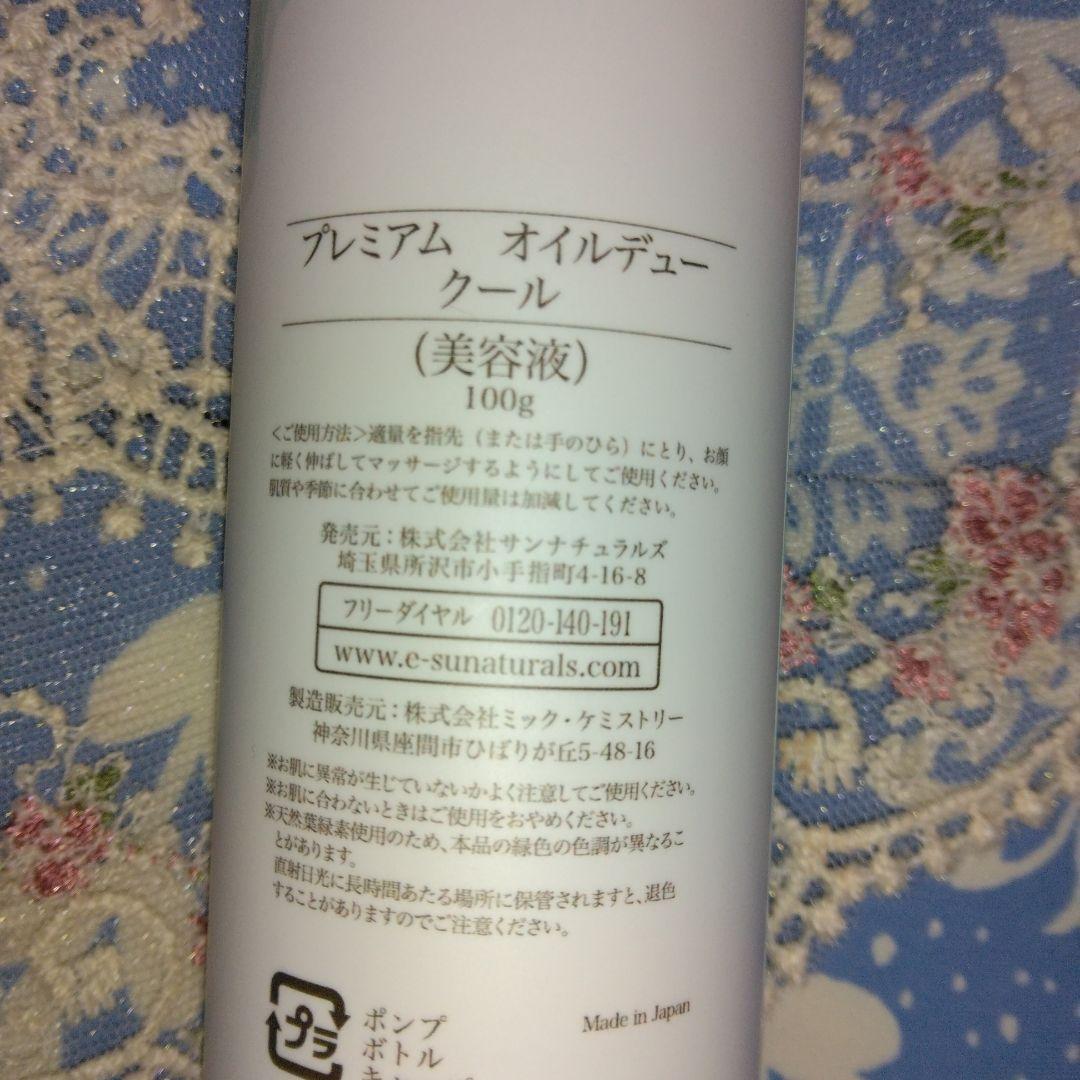 プレミアム オイルデュー
クール
(美容液)
100g
<ご使用方法>適量を指先（または手のひら）にとり、お顔
に軽く伸ばしてマッサージするようにしてご使用ください。
肌質や季節に合わせてご使用量は加減してください。
発売元：株式会社サンナチュラルズ
埼玉県所沢市小手指町4-16-8
フリーダイヤル 0120-140-191
www.e-sunaturals.com
製造販売元：株式会社ミック・ケミストリー
神奈川県座間市ひばりが丘5-48-16
※お肌に異常が生じていないかよく注意してご使用ください。
※お肌に合わないときはご使用をおやめください。
※天然葉緑素使用のため、本品の緑色の色調が異なるこ
とがあります。
直射日光に長時間あたる場所に保管されますと、退色
することがありますのでご注意ください。
プラ
ポンプ
ボトル
Made in Japan